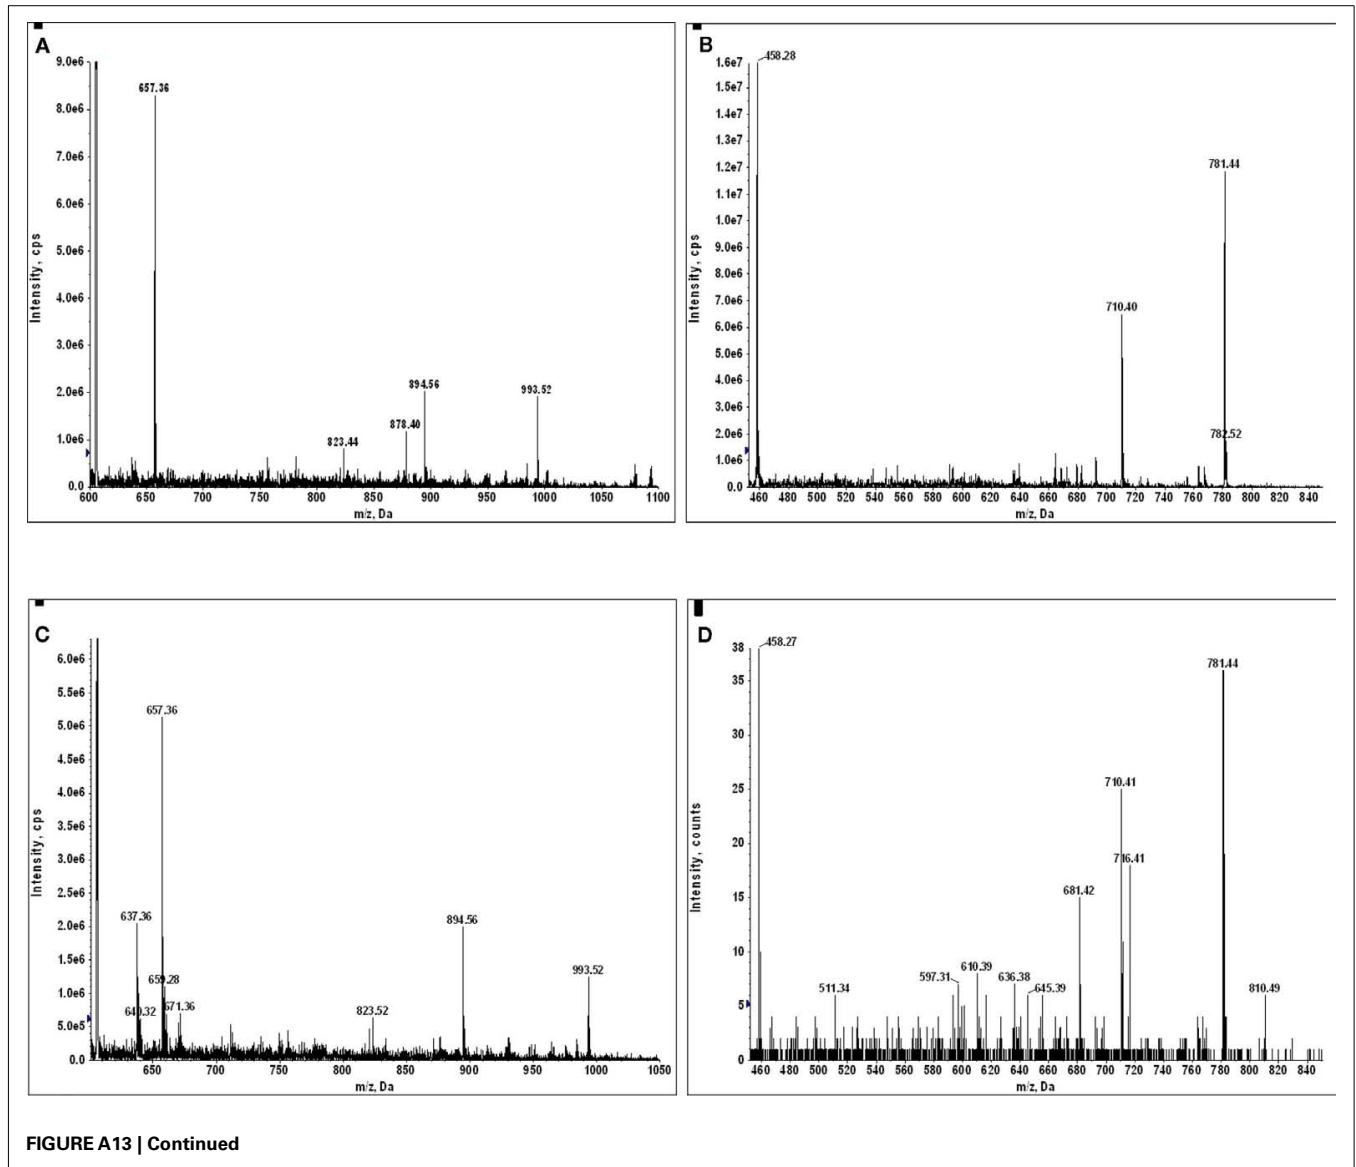 A
9.0e6
8.0e6
7.0e6
6.0e6
5.0e6
4.0e6
3.0e6
2.0e6
1.0e6
0.0
Intensity, cps
657.36
823.44
878.40
894.56
993.52
600 650 700 750 800 850 900 950 1000 1050 1100
m/z, Da
B
1.6e7
1.5e7
1.4e7
1.3e7
1.2e7
1.1e7
1.0e7
9.0e6
8.0e6
7.0e6
6.0e6
5.0e6
4.0e6
3.0e6
2.0e6
1.0e6
0.0
Intensity, cps
458.28
710.40
781.44
782.52
460 480 500 520 540 560 580 600 620 640 660 680 700 720 740 760 780 800 820 840
m/z, Da
C
6.0e6
5.5e6
5.0e6
4.5e6
4.0e6
3.5e6
3.0e6
2.5e6
2.0e6
1.5e6
1.0e6
5.0e5
0.0
Intensity, cps
657.36
637.36
659.28
640.32
671.36
823.52
894.56
993.52
650 700 750 800 850 900 950 1000 1050
m/z, Da
D
38
35
30
25
20
15
10
5
0
Intensity, counts
458.27
511.34
597.31
610.39
636.38
645.39
681.42
710.41
716.41
781.44
810.49
460 480 500 520 540 560 580 600 620 640 660 680 700 720 740 760 780 800 820 840
m/z, Da
FIGURE A13 | Continued